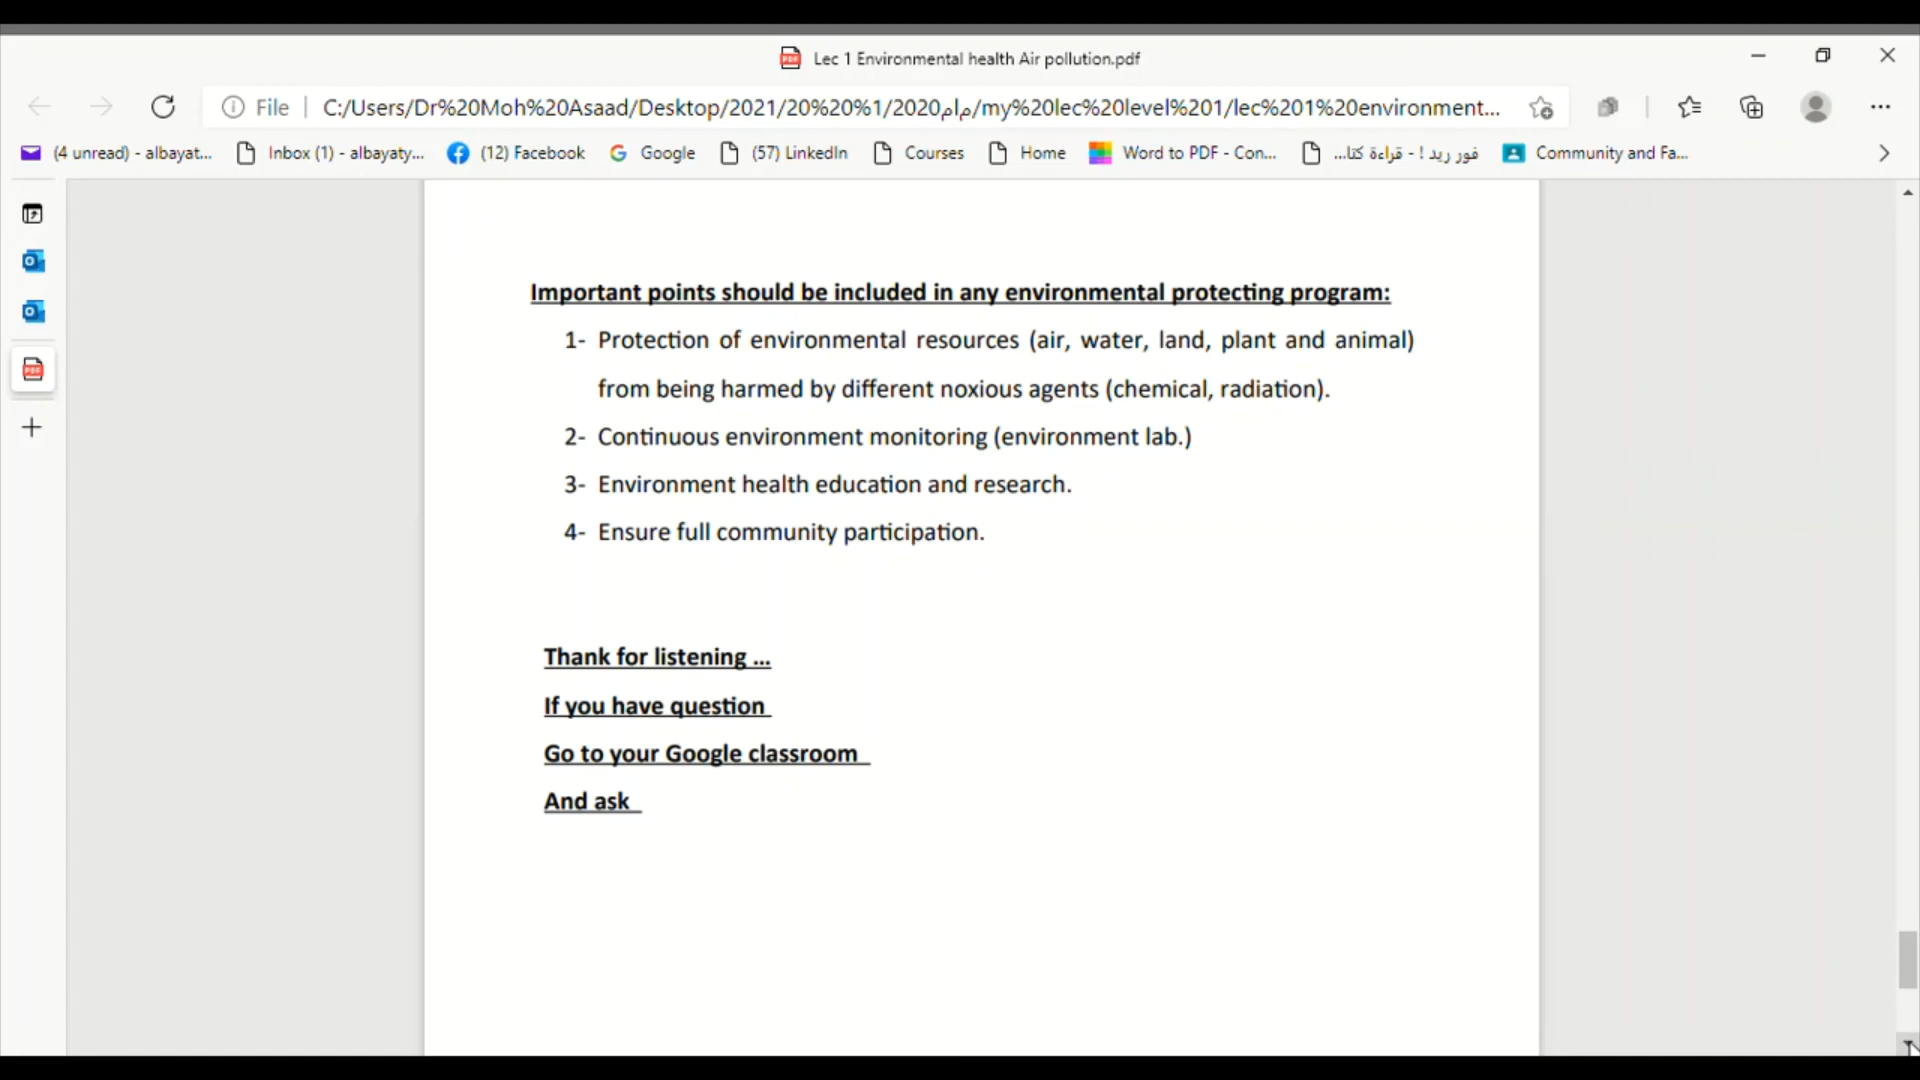 Lec 1 Environmental health Air pollution.pdf
File C:/Users/Dr%20Moh%20Asaad/Desktop/2021/20%20%1/2020مام/my%20lec%20level%201/lec%201%20environment...
(4 unread) - albayat... Inbox (1) - albayaty... (12) Facebook Google (57) LinkedIn Courses Home Word to PDF - Con... فور ريد ! - قراءة كتا... Community and Fa...
Important points should be included in any environmental protecting program:
1- Protection of environmental resources (air, water, land, plant and animal)
from being harmed by different noxious agents (chemical, radiation).
2- Continuous environment monitoring (environment lab.)
3- Environment health education and research.
4- Ensure full community participation.
Thank for listening ...
If you have question
Go to your Google classroom
And ask